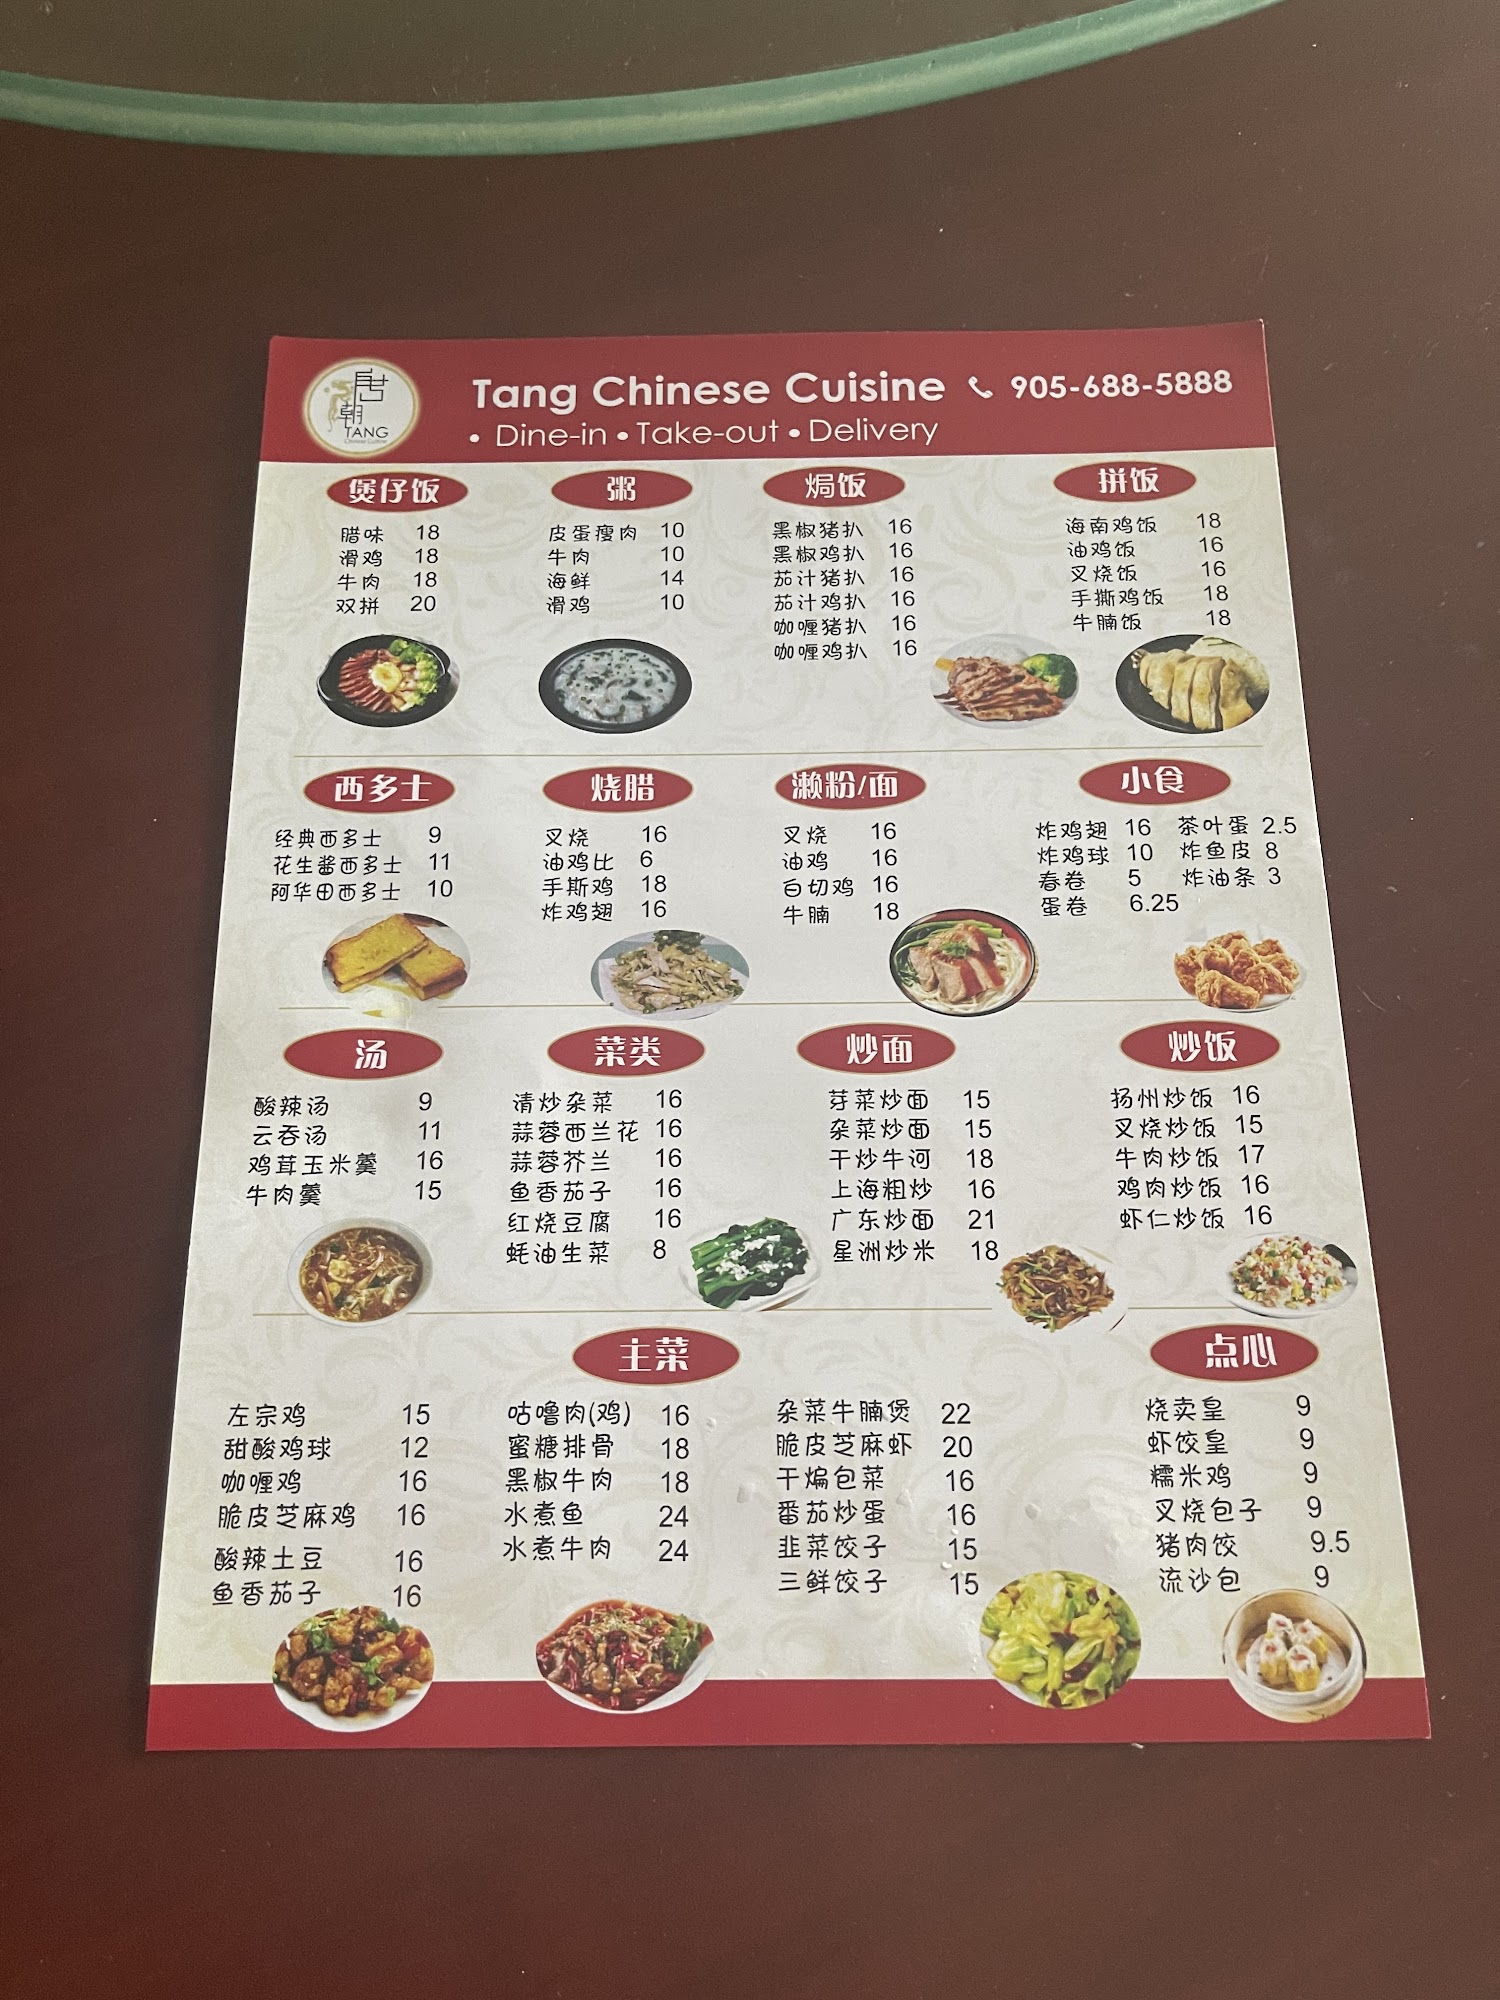 唐朝
TANG
Chinese Cuisine
Tang Chinese Cuisine 905-688-5888
• Dine-in • Take-out • Delivery
煲仔饭
腊味 18
滑鸡 18
牛肉 18
双拼 20
粥
皮蛋瘦肉 10
牛肉 10
海鲜 14
滑鸡 10
焗饭
黑椒猪扒 16
黑椒鸡扒 16
茄汁猪扒 16
茄汁鸡扒 16
咖喱猪扒 16
咖喱鸡扒 16
拼饭
海南鸡饭 18
油鸡饭 16
叉烧饭 16
手撕鸡饭 18
牛腩饭 18
西多士
经典西多士 9
花生酱西多士 11
阿华田西多士 10
烧腊
叉烧 16
油鸡比 6
手斯鸡 18
炸鸡翅 16
濑粉/面
叉烧 16
油鸡 16
白切鸡 16
牛腩 18
小食
炸鸡翅 16 茶叶蛋 2.5
炸鸡球 10 炸鱼皮 8
春卷 5 炸油条 3
蛋卷 6.25
汤
酸辣汤 9
云吞汤 11
鸡茸玉米羹 16
牛肉羹 15
菜类
清炒杂菜 16
蒜蓉西兰花 16
蒜蓉芥兰 16
鱼香茄子 16
红烧豆腐 16
蚝油生菜 8
炒面
芽菜炒面 15
杂菜炒面 15
干炒牛河 18
上海粗炒 16
广东炒面 21
星洲炒米 18
炒饭
扬州炒饭 16
叉烧炒饭 15
牛肉炒饭 17
鸡肉炒饭 16
虾仁炒饭 16
主菜
左宗鸡 15
甜酸鸡球 12
咖喱鸡 16
脆皮芝麻鸡 16
酸辣土豆 16
鱼香茄子 16
咕噜肉(鸡) 16
蜜糖排骨 18
黑椒牛肉 18
水煮鱼 24
水煮牛肉 24
杂菜牛腩煲 22
脆皮芝麻虾 20
干煸包菜 16
番茄炒蛋 16
韭菜饺子 15
三鲜饺子 15
点心
烧卖皇 9
虾饺皇 9
糯米鸡 9
叉烧包子 9
猪肉饺 9.5
流沙包 9